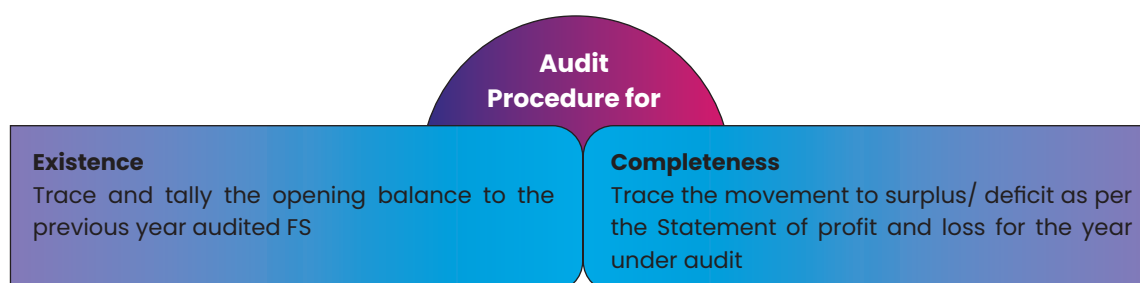 Audit
Procedure for
Existence
Trace and tally the opening balance to the
previous year audited FS
Completeness
Trace the movement to surplus/ deficit as per
the Statement of profit and loss for the year
under audit